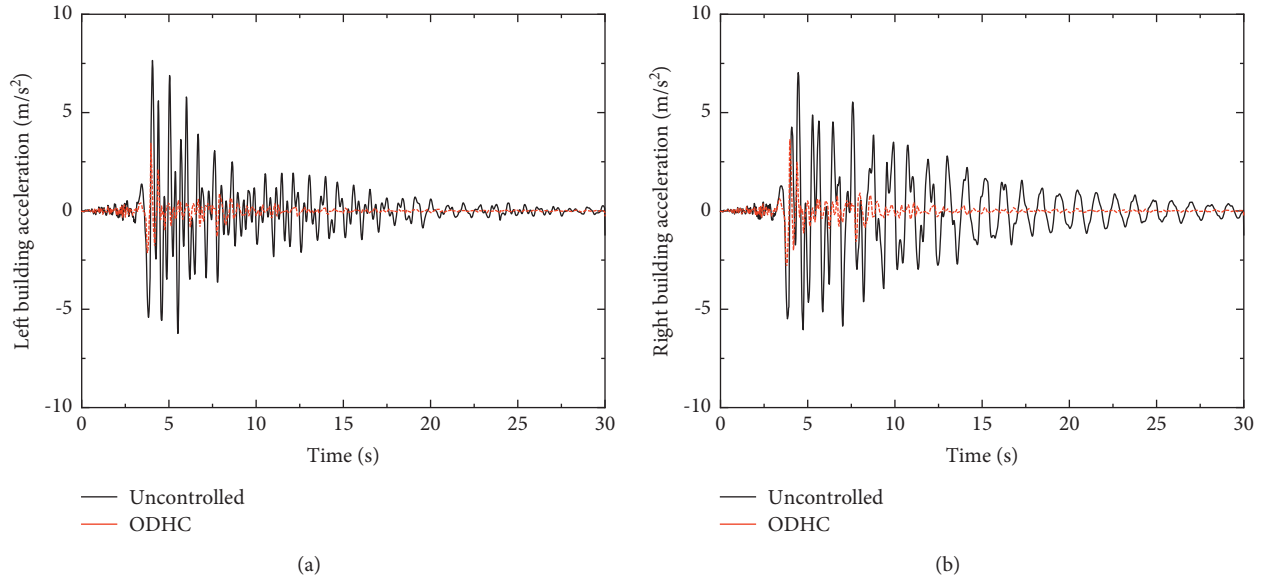 Left building acceleration (m/s²)
10
5
0
-5
-10
0 5 10 15 20 25 30
Time (s)
Uncontrolled
ODHC
(a)
Right building acceleration (m/s²)
10
5
0
-5
-10
0 5 10 15 20 25 30
Time (s)
Uncontrolled
ODHC
(b)